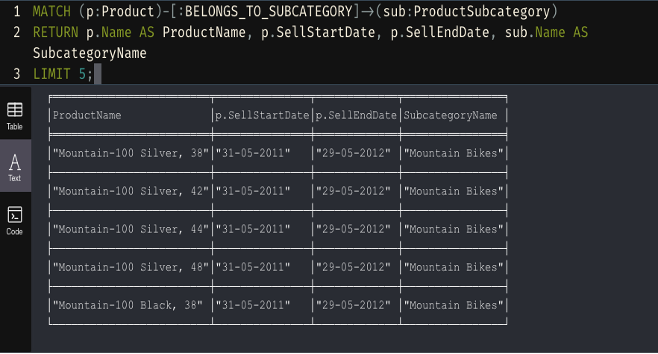 1 MATCH (p:Product)-[:BELONGS_TO_SUBCATEGORY]→(sub:ProductSubcategory)
2 RETURN p.Name AS ProductName, p.SellStartDate, p.SellEndDate, sub.Name AS
SubcategoryName
3 LIMIT 5;
Table
A
Text
Code
ProductName p.SellStartDate p.SellEndDate SubcategoryName
"Mountain-100 Silver, 38" "31-05-2011" "29-05-2012" "Mountain Bikes"
"Mountain-100 Silver, 42" "31-05-2011" "29-05-2012" "Mountain Bikes"
"Mountain-100 Silver, 44" "31-05-2011" "29-05-2012" "Mountain Bikes"
"Mountain-100 Silver, 48" "31-05-2011" "29-05-2012" "Mountain Bikes"
"Mountain-100 Black, 38" "31-05-2011" "29-05-2012" "Mountain Bikes"